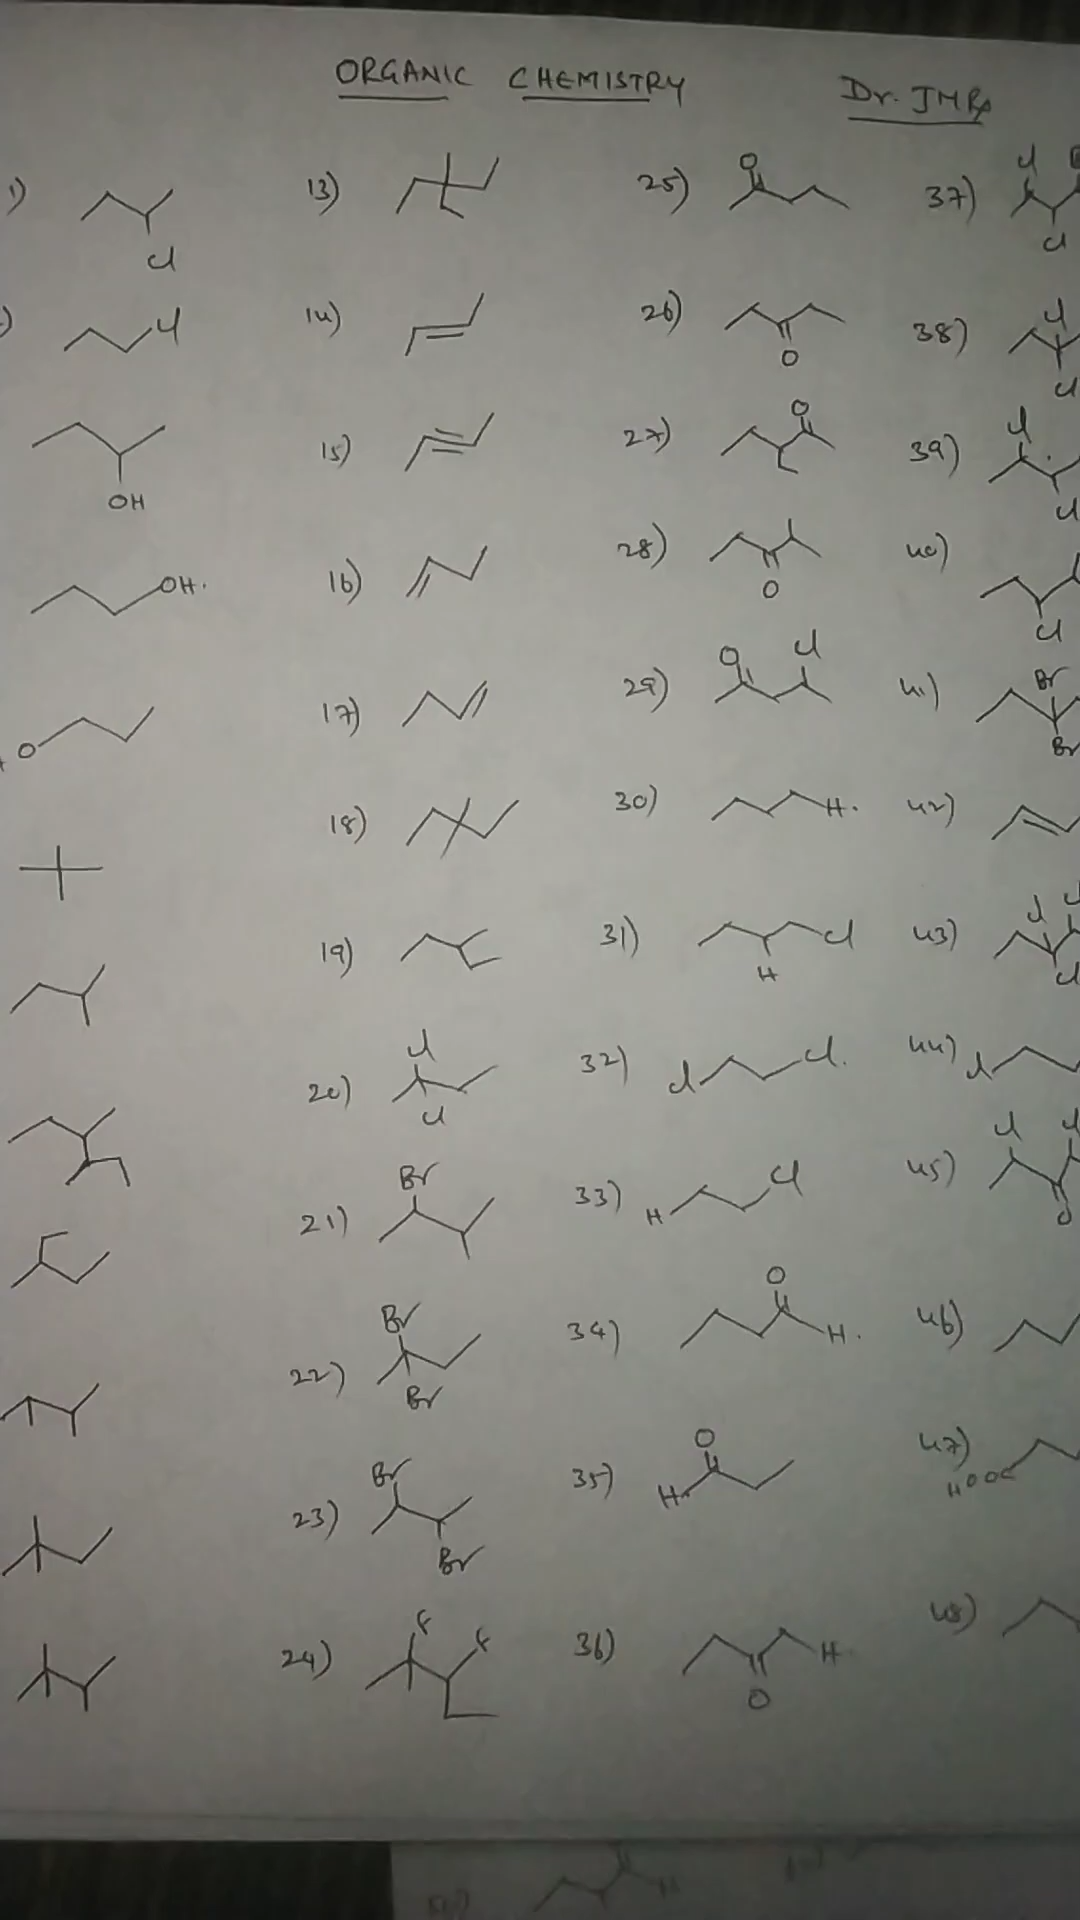 ORGANIC CHEMISTRY
1)
Cl
Cl
OH
OH.
O
13)
14)
15)
16)
17)
18)
19)
20)
Cl
Cl
21)
Br
22)
Br
Br
23)
Br
Br
24)
F
F
25)
O
26)
O
27)
O
28)
O
29)
O
Cl
30)
H.
31)
Cl
H
32)
Cl
Cl.
33)
H
Cl
34)
O
H.
35)
O
H
36)
H
O
Dr.
37)
Cl
Cl
38)
Cl
Cl
39)
Cl
Cl
40)
Cl
41)
Br
Br
42)
43)
Cl
Cl
Cl
44)
Cl
45)
Cl
Cl
O
46)
47)
HOOC
48)